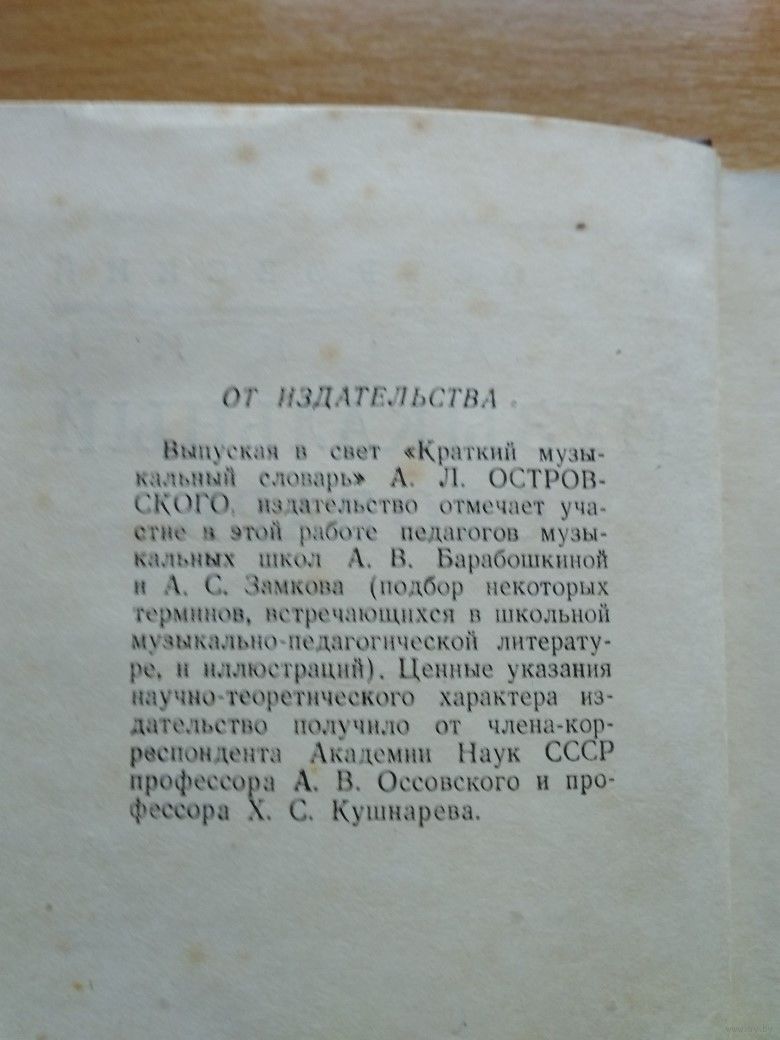 ОТ ИЗДАТЕЛЬСТВА
Выпуская в свет «Краткий музы-
кальный словарь» А. Л. ОСТРОВ-
СКОГО, издательство отмечает уча-
стие в этой работе педагогов музы-
кальных школ А. В. Барабошкиной
и А. С. Замкова (подбор некоторых
терминов, встречающихся в школьной
музыкально-педагогической литерату-
ре, и иллюстраций). Ценные указания
научно-теоретического характера из-
дательство получило от члена-кор-
респондента Академии Наук СССР
профессора А. В. Оссовского и про-
фессора Х. С. Кушнарева.